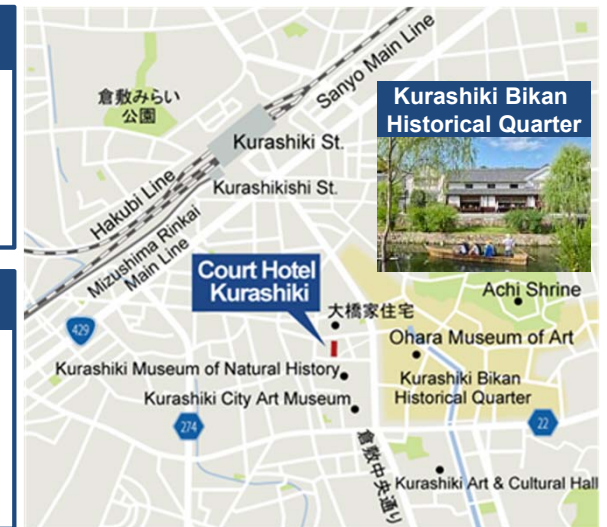 Sanyo Main Line
倉敷みらい
公園
Kurashiki Bikan
Historical Quarter
Kurashiki St.
Hakubi Line
Kurashikishi St.
Mizushima Rinkai
Main Line
Court Hotel
Kurashiki
Achi Shrine
大橋家住宅
429
Ohara Museum of Art
Kurashiki Museum of Natural History
Kurashiki Bikan
Historical Quarter
Kurashiki City Art Museum
274
22
倉敷中央通り
Kurashiki Art & Cultural Hall